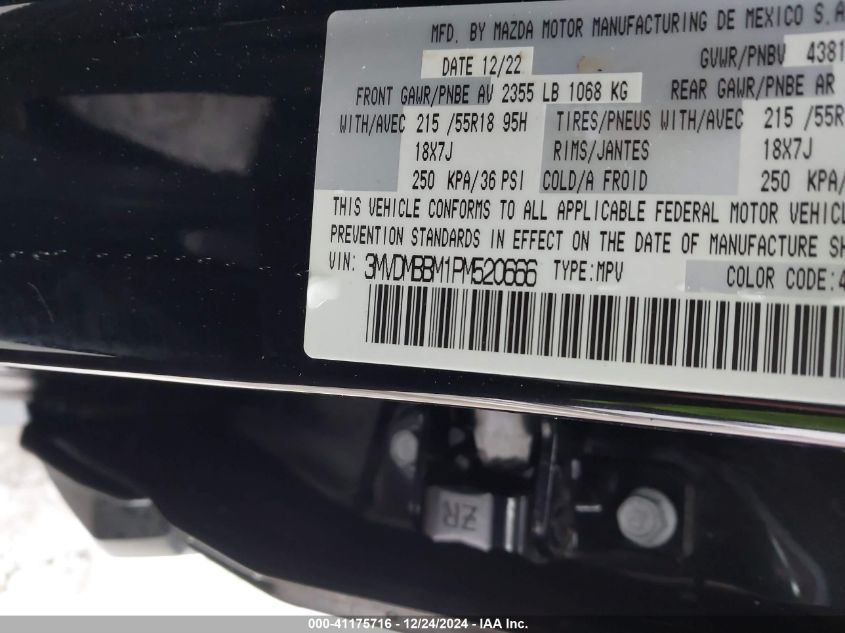 MFD. BY MAZDA MOTOR MANUFACTURING DE MEXICO S.A
DATE 12/22 GVWR/PNBV 4381
FRONT GAWR/PNBE AV 2355 LB 1068 KG REAR GAWR/PNBE AR
WITH/AVEC 215 /55R18 95H TIRES/PNEUS WITH/AVEC 215 /55R
18X7J RIMS/JANTES 18X7J
250 KPA/36 PSI COLD/A FROID 250 KPA/
THIS VEHICLE CONFORMS TO ALL APPLICABLE FEDERAL MOTOR VEHICL
PREVENTION STANDARDS IN EFFECT ON THE DATE OF MANUFACTURE SH
VIN: 3MVDMBBM1PM520666 TYPE:MPV COLOR CODE:4
ZR
000-41175716 - 12/24/2024 - IAA Inc.